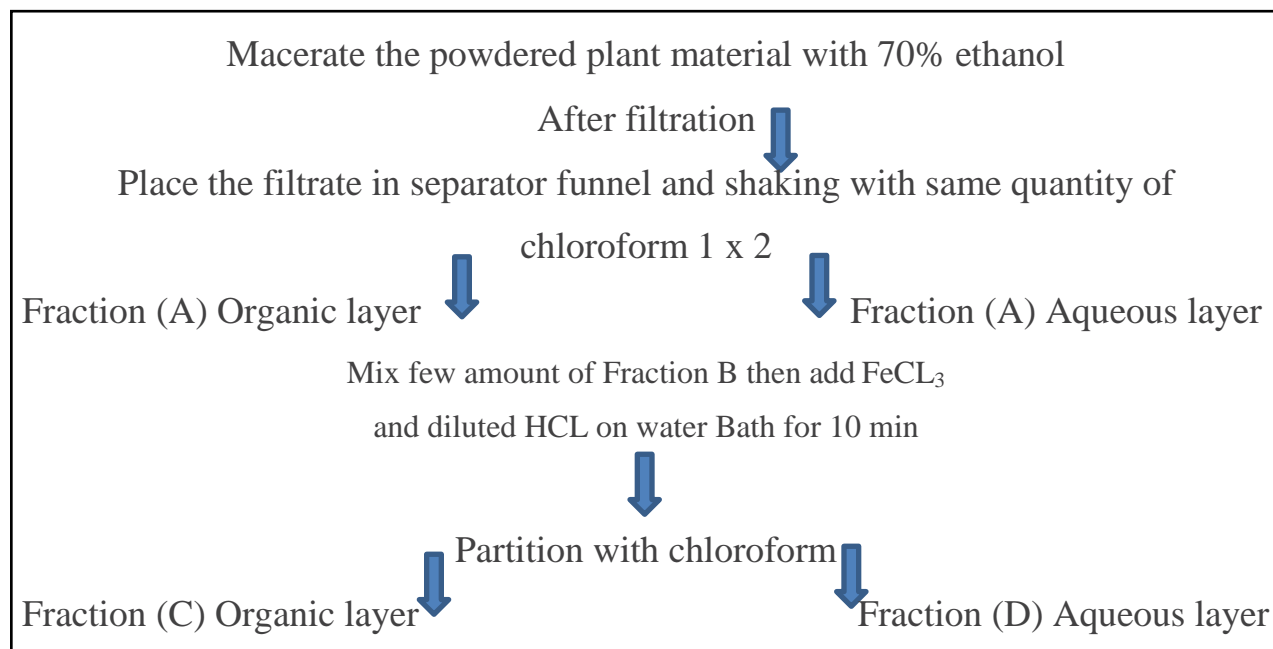 Macerate the powdered plant material with 70% ethanol
After filtration
Place the filtrate in separator funnel and shaking with same quantity of
chloroform 1 x 2
Fraction (A) Organic layer
Fraction (A) Aqueous layer
Mix few amount of Fraction B then add FeCL₃
and diluted HCL on water Bath for 10 min
Partition with chloroform
Fraction (C) Organic layer
Fraction (D) Aqueous layer